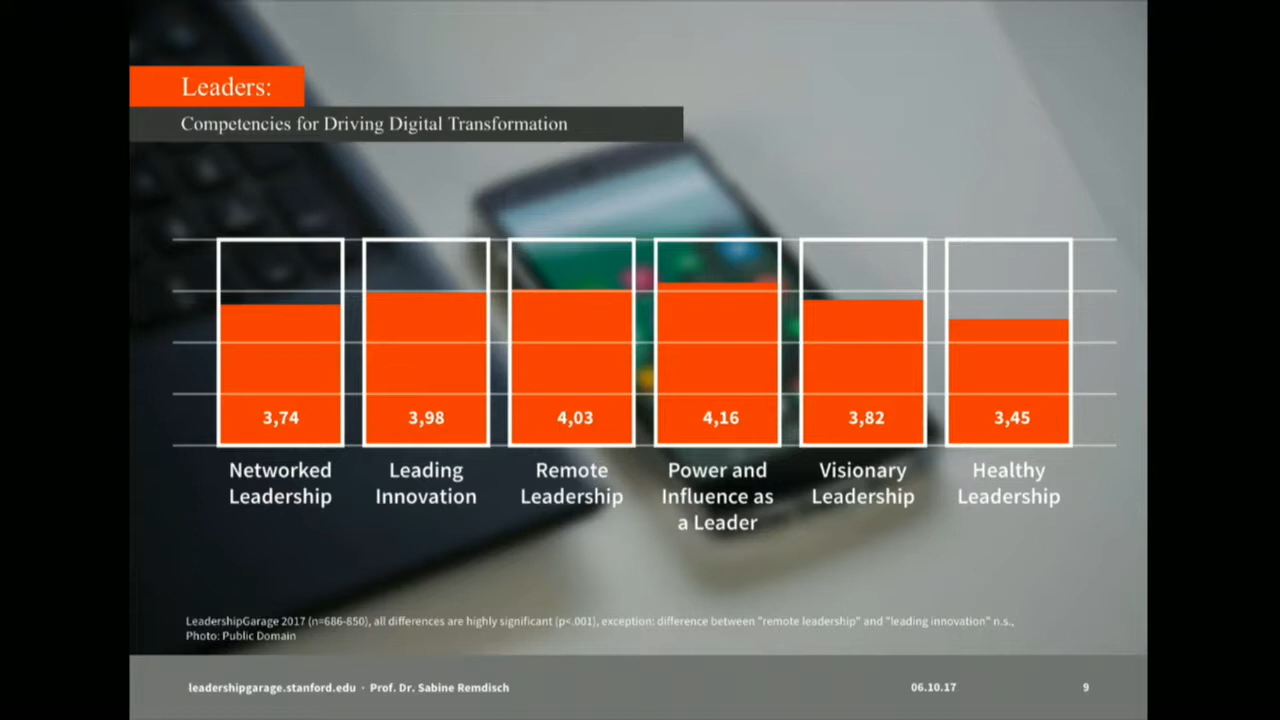 Leaders:
Competencies for Driving Digital Transformation
3,74
3,98
4,03
4,16
3,82
3,45
Networked
Leadership
Leading
Innovation
Remote
Leadership
Power and
Influence as
a Leader
Visionary
Leadership
Healthy
Leadership
LeadershipGarage 2017 (n=686-850), all differences are highly significant (p<.001), exception: difference between "remote leadership" and "leading innovation" n.s.,
Photo: Public Domain
leadershipgarage.stanford.edu · Prof. Dr. Sabine Remdisch
06.10.17
9